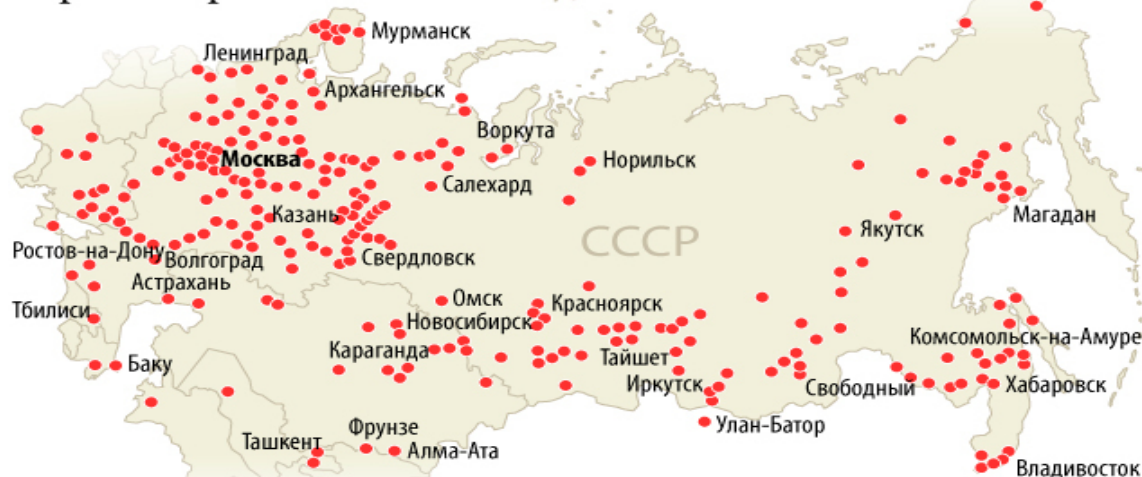 Мурманск
Ленинград
Архангельск
Воркута
Москва
Норильск
Салехард
Казань
Магадан
СССР
Якутск
Ростов-на-Дону
Волгоград
Свердловск
Астрахань
Омск
Красноярск
Тбилиси
Новосибирск
Комсомольск-на-Амуре
Караганда
Тайшет
Баку
Иркутск
Свободный
Хабаровск
Улан-Батор
Фрунзе
Ташкент
Алма-Ата
Владивосток